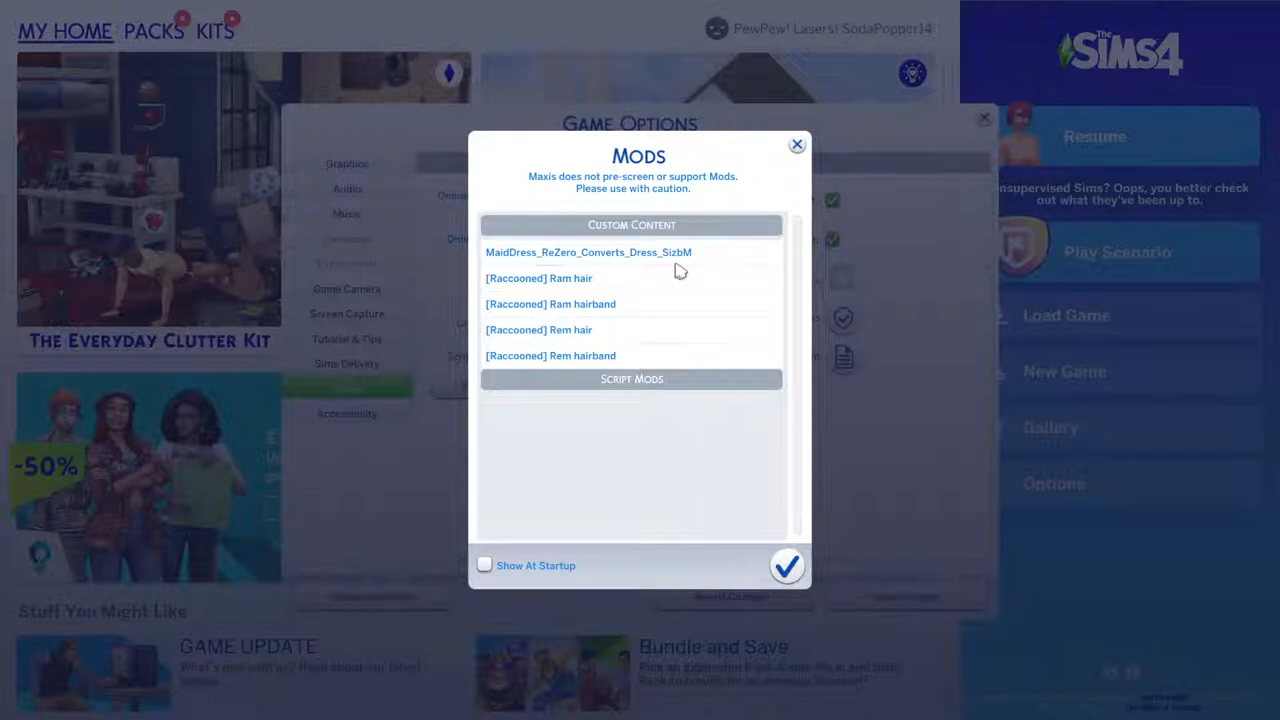 MY HOME PACKS KITS
PewPew! Lasers! SodaPopper14
The SiMS 4
GAME OPTIONS
MODS
Maxis does not pre-screen or support Mods.
Please use with caution.
CUSTOM CONTENT
MaidDress_ReZero_Converts_Dress_SizbM
[Raccooned] Ram hair
[Raccooned] Ram hairband
[Raccooned] Rem hair
[Raccooned] Rem hairband
SCRIPT MODS
Show At Startup
Graphics
Audio
Music
Game Camera
Screen Capture
Tutorial & Tips
Sims Delivery
Accessibility
THE EVERYDAY CLUTTER KIT
-50%
Resume
nsupervised Sims? Oops, you better check
out what they've been up to.
Play Scenario
Load Game
New Game
Gallery
Options
Stuff You Might Like
GAME UPDATE
Bundle and Save